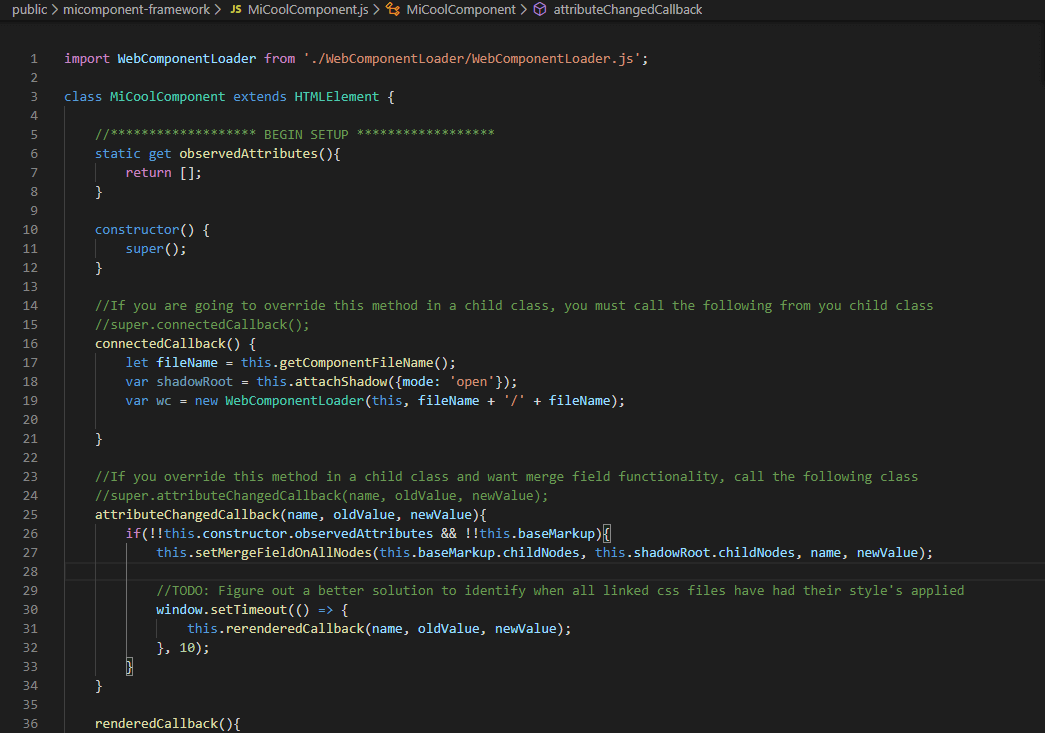 public > micomponent-framework > JS MiCoolComponent.js > MiCoolComponent > attributeChangedCallback
1 import WebComponentLoader from './WebComponentLoader/WebComponentLoader.js';
2
3 class MiCoolComponent extends HTMLElement {
4
5 //******************* BEGIN SETUP ******************
6 static get observedAttributes(){
7 return [];
8 }
9
10 constructor() {
11 super();
12 }
13
14 //If you are going to override this method in a child class, you must call the following from you child class
15 //super.connectedCallback();
16 connectedCallback() {
17 let fileName = this.getComponentFileName();
18 var shadowRoot = this.attachShadow({mode: 'open'});
19 var wc = new WebComponentLoader(this, fileName + '/' + fileName);
20
21 }
22
23 //If you override this method in a child class and want merge field functionality, call the following class
24 //super.attributeChangedCallback(name, oldValue, newValue);
25 attributeChangedCallback(name, oldValue, newValue){
26 if(!!this.constructor.observedAttributes && !!this.baseMarkup){
27 this.setMergeFieldOnAllNodes(this.baseMarkup.childNodes, this.shadowRoot.childNodes, name, newValue);
28
29 //TODO: Figure out a better solution to identify when all linked css files have had their style's applied
30 window.setTimeout(() => {
31 this.rerenderedCallback(name, oldValue, newValue);
32 }, 10);
33 }
34 }
35
36 renderedCallback(){